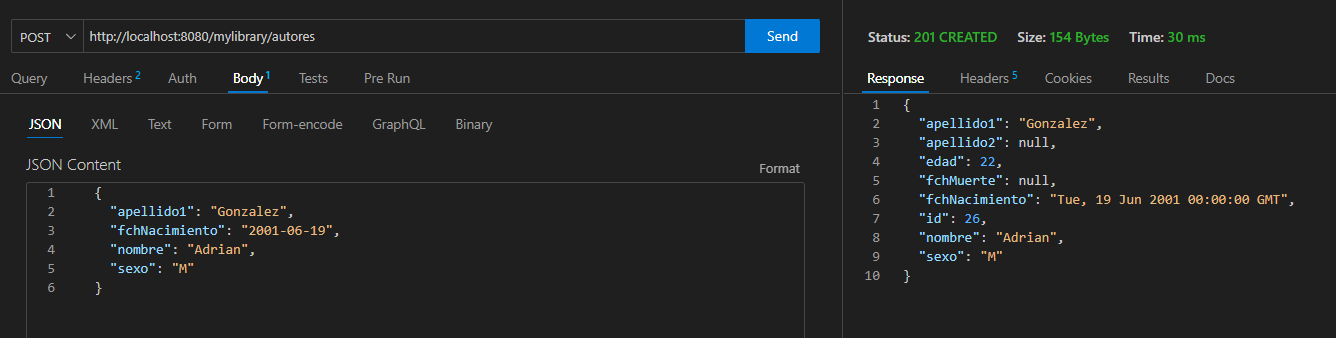 POST http://localhost:8080/mylibrary/autores Send
Query Headers 2 Auth Body 1 Tests Pre Run
JSON XML Text Form Form-encode GraphQL Binary
JSON Content Format
1 {
2 "apellido1": "Gonzalez",
3 "fchNacimiento": "2001-06-19",
4 "nombre": "Adrian",
5 "sexo": "M"
6 }
Status: 201 CREATED Size: 154 Bytes Time: 30 ms
Response Headers 5 Cookies Results Docs
1 {
2 "apellido1": "Gonzalez",
3 "apellido2": null,
4 "edad": 22,
5 "fchMuerte": null,
6 "fchNacimiento": "Tue, 19 Jun 2001 00:00:00 GMT",
7 "id": 26,
8 "nombre": "Adrian",
9 "sexo": "M"
10 }